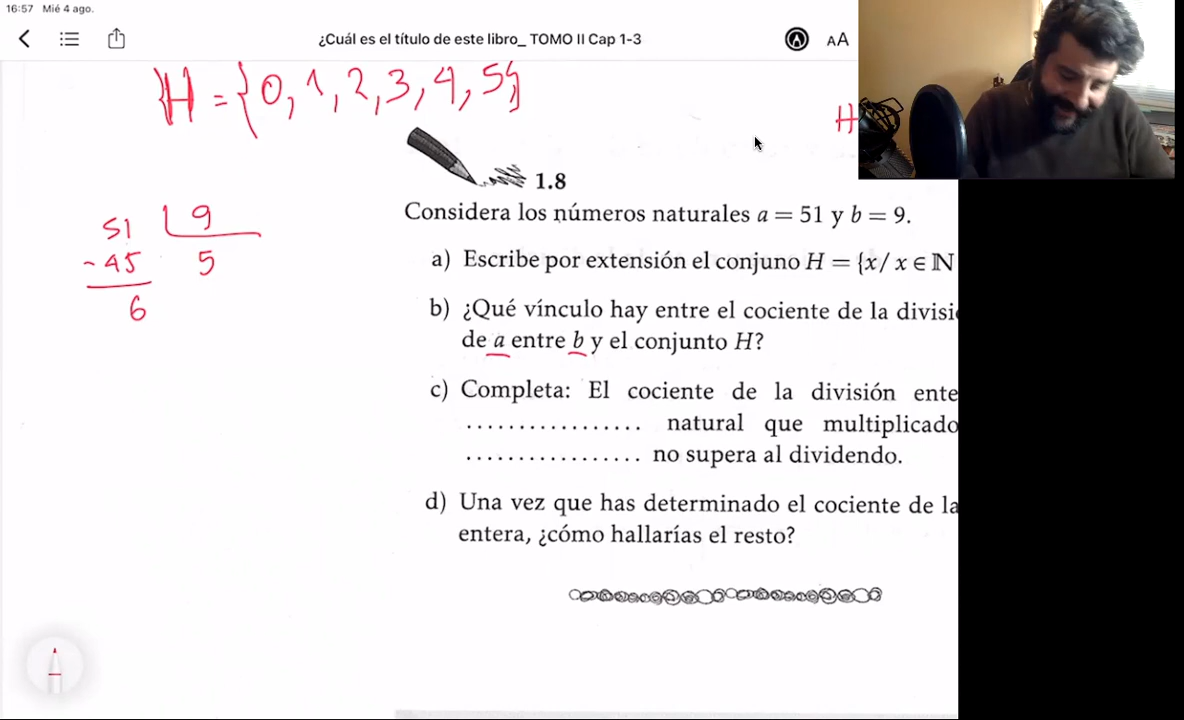 16:57 Mié 4 ago.
¿Cuál es el título de este libro_ TOMO II Cap 1-3
AA
H = {0, 1, 2, 3, 4, 5}
H
1.8
Considera los números naturales a = 51 y b = 9.
a) Escribe por extensión el conjuno H = {x/ x ∈ ℕ
b) ¿Qué vínculo hay entre el cociente de la divisi
de a entre b y el conjunto H?
c) Completa: El cociente de la división ente
................. natural que multiplicado
................. no supera al dividendo.
d) Una vez que has determinado el cociente de la
entera, ¿cómo hallarías el resto?
51 9
- 45 5
6